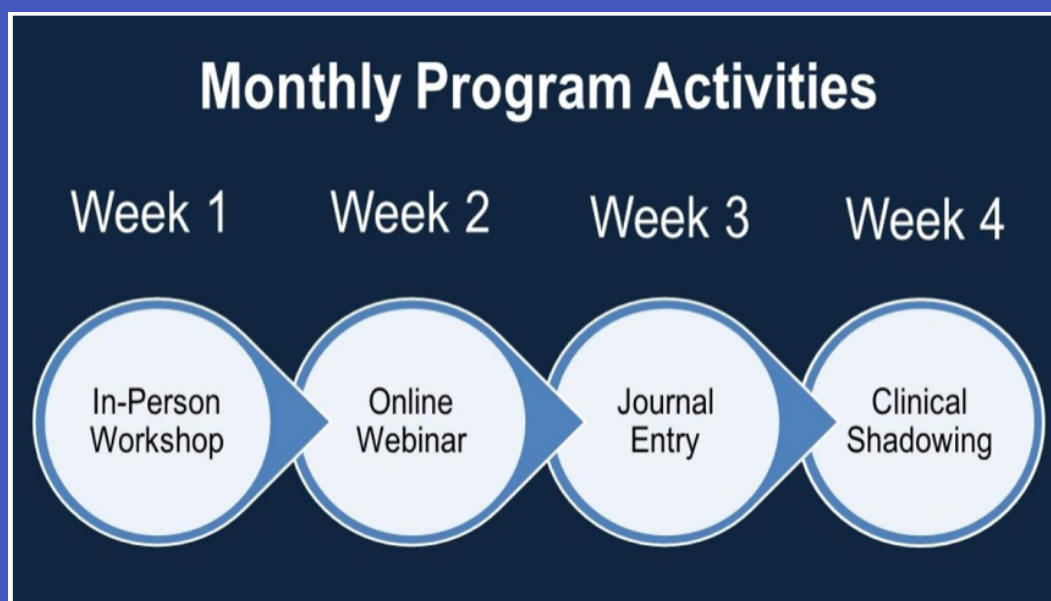 Monthly Program Activities
Week 1
Week 2
Week 3
Week 4
In-Person
Workshop
Online
Webinar
Journal
Entry
Clinical
Shadowing